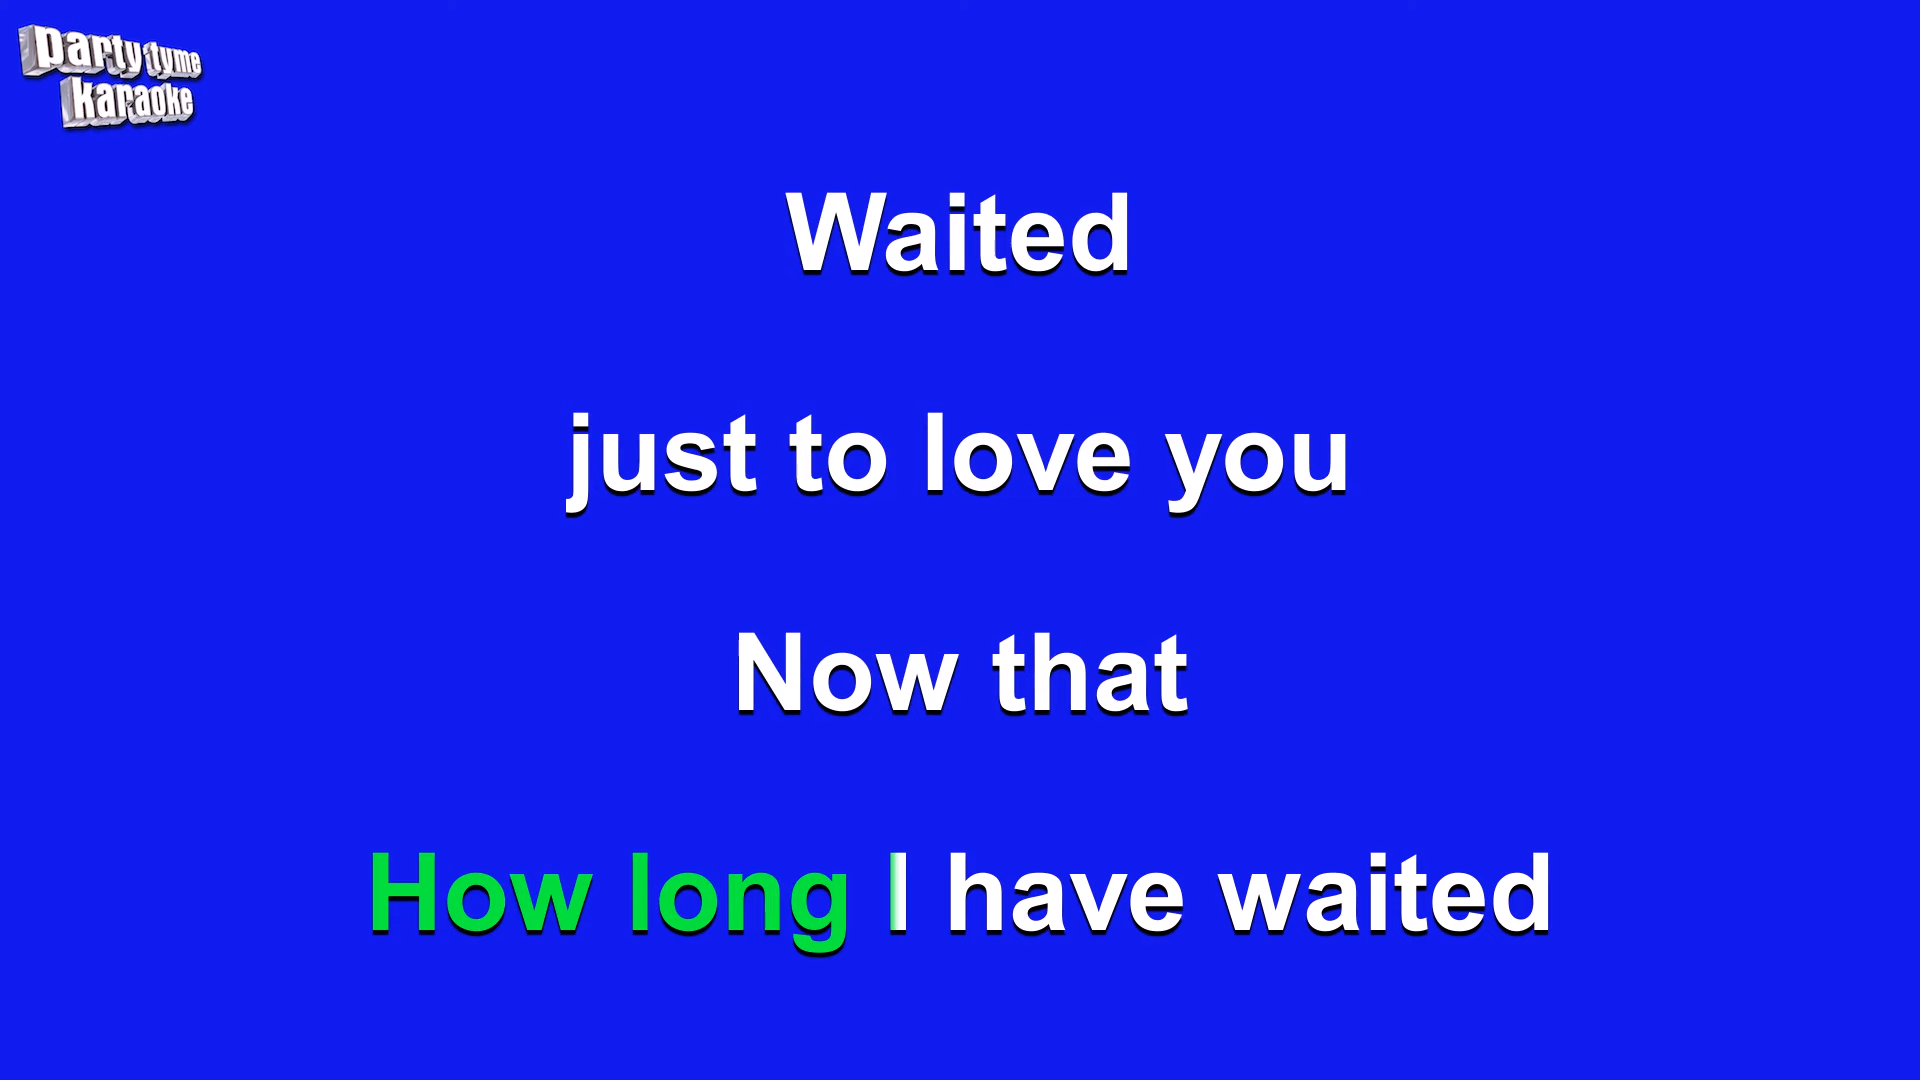 party tyme
karaoke
Waited
just to love you
Now that
How long I have waited